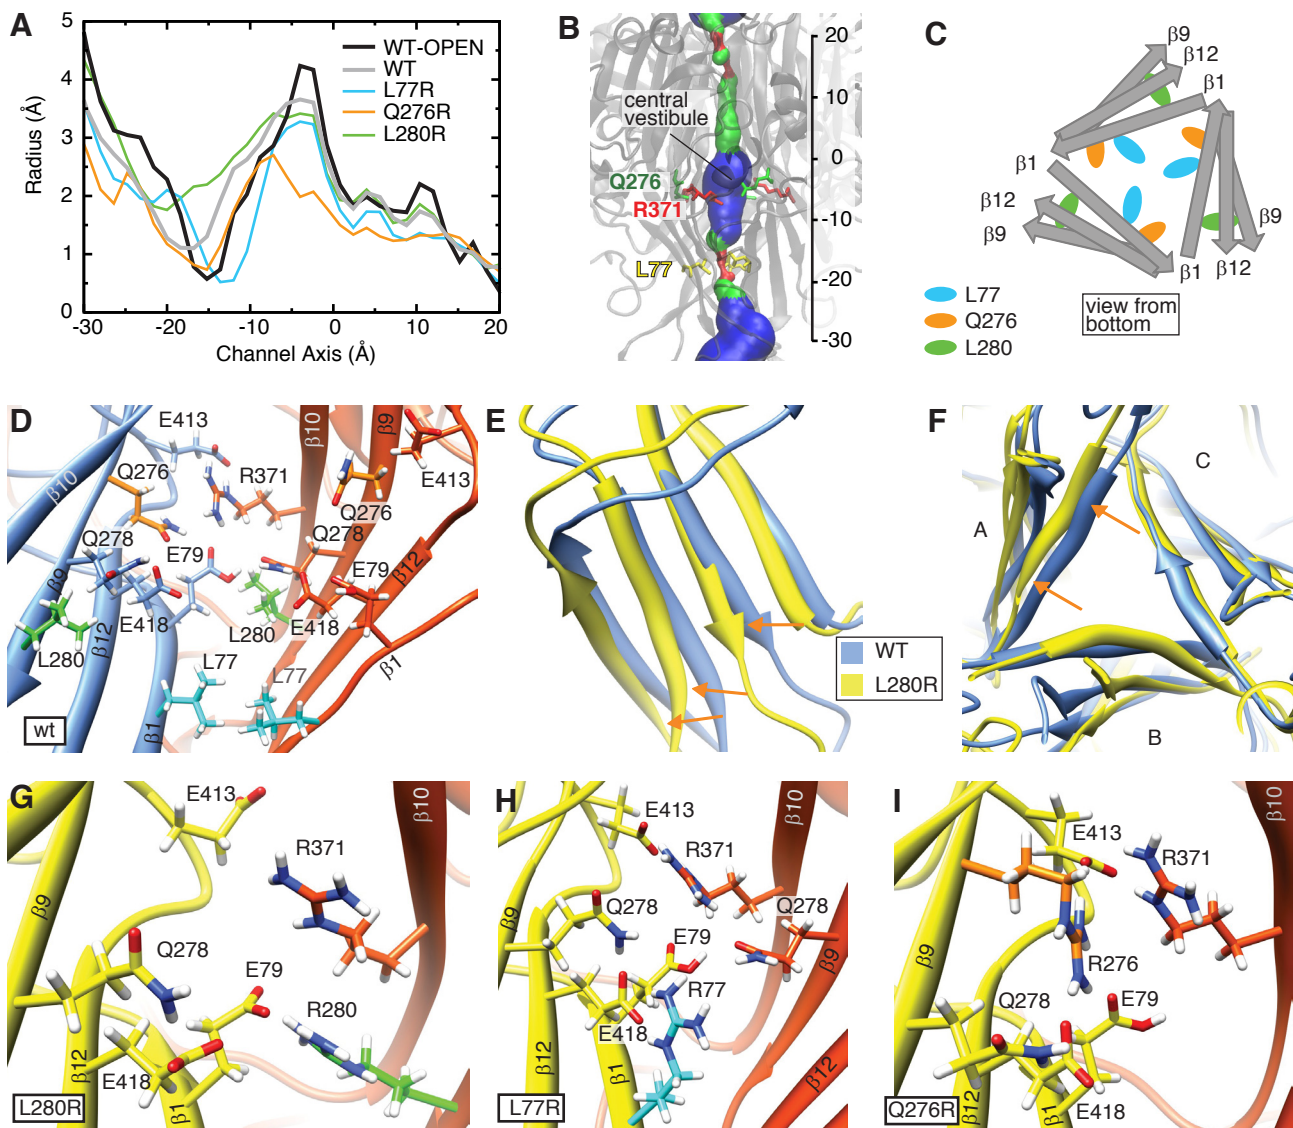 A
Radius (Å)
5
4
3
2
1
0
-30
-20
-10
0
10
20
Channel Axis (Å)
WT-OPEN
WT
L77R
Q276R
L280R
B
central
vestibule
Q276
R371
L77
20
10
0
-10
-20
-30
C
β9
β12
β1
β1
β12
β9
β9
β1
β12
L77
Q276
L280
view from
bottom
D
E413
β10
β9
β10
Q276
R371
E413
Q276
Q278
Q278
E79
E79
β12
β9
E418
L280
E418
β12
L280
L77
L77
β1
β1
wt
E
WT
L280R
F
A
B
C
G
E413
β10
R371
β9
Q278
E79
R280
E418
β12
β1
L280R
H
E413
β10
R371
β9
Q278
Q278
E79
β9
R77
E418
β12
β1
β12
L77R
I
E413
β10
R371
β9
R276
Q278
E79
β12
β1
E418
Q276R